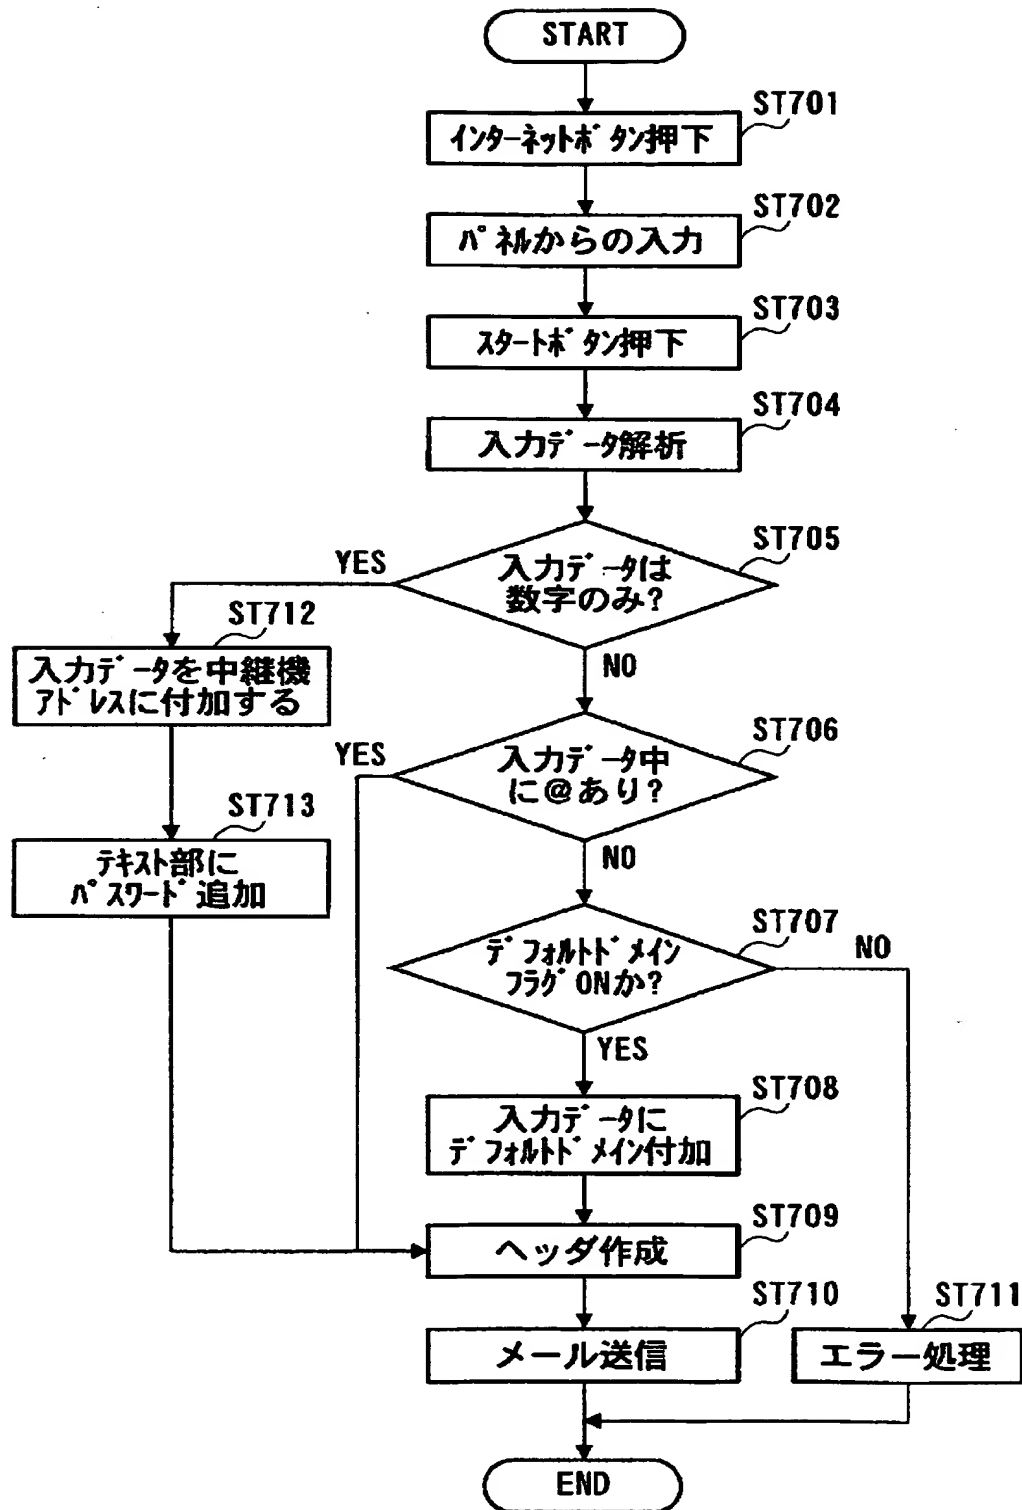 START
ST701
インターネットボタン押下
ST702
パネルからの入力
ST703
スタートボタン押下
ST704
入力データ解析
ST705
入力データは
数字のみ?
YES
NO
ST712
入力データを中継機
アドレスに付加する
ST706
入力データ中
に@あり?
YES
NO
ST713
テキスト部に
パスワード追加
ST707
デフォルトドメイン
フラグONか?
NO
YES
ST708
入力データに
デフォルトドメイン付加
ST709
ヘッダ作成
ST710
メール送信
ST711
エラー処理
END